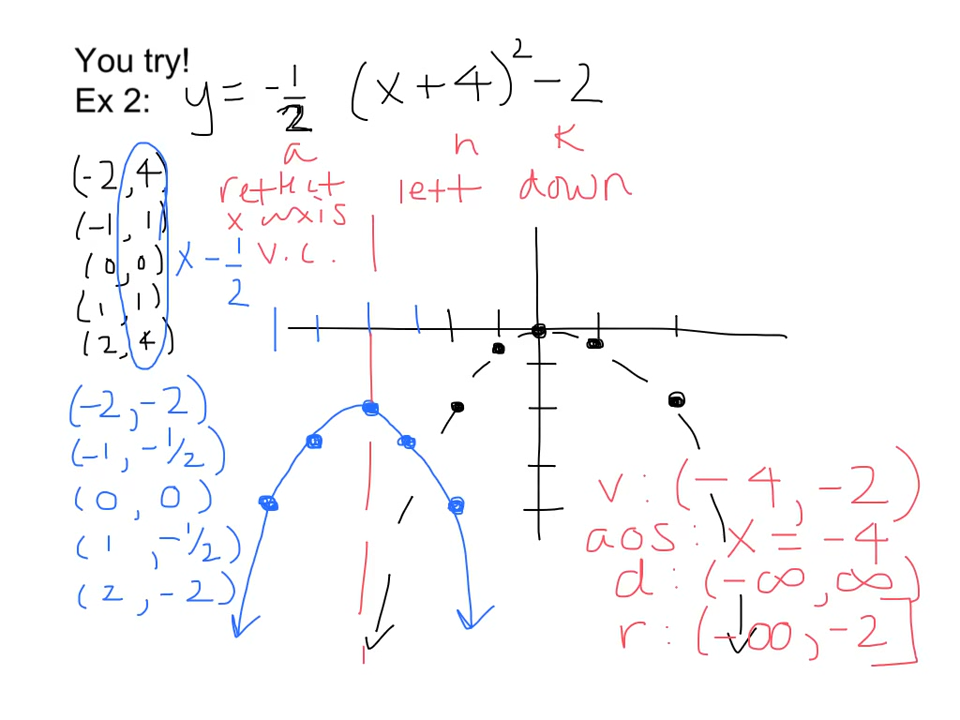 You try!
Ex 2: y = -1/2 (x + 4)² - 2
a h k
reflect left down
x axis
v.c.
(-2, 4)
(-1, 1)
(0, 0) x - 1/2
(1, 1)
(2, 4)
(-2, -2)
(-1, -1/2)
(0, 0)
(1, -1/2)
(2, -2)
v: (-4, -2)
aos: x = -4
d: (-∞, ∞)
r: (-∞, -2]